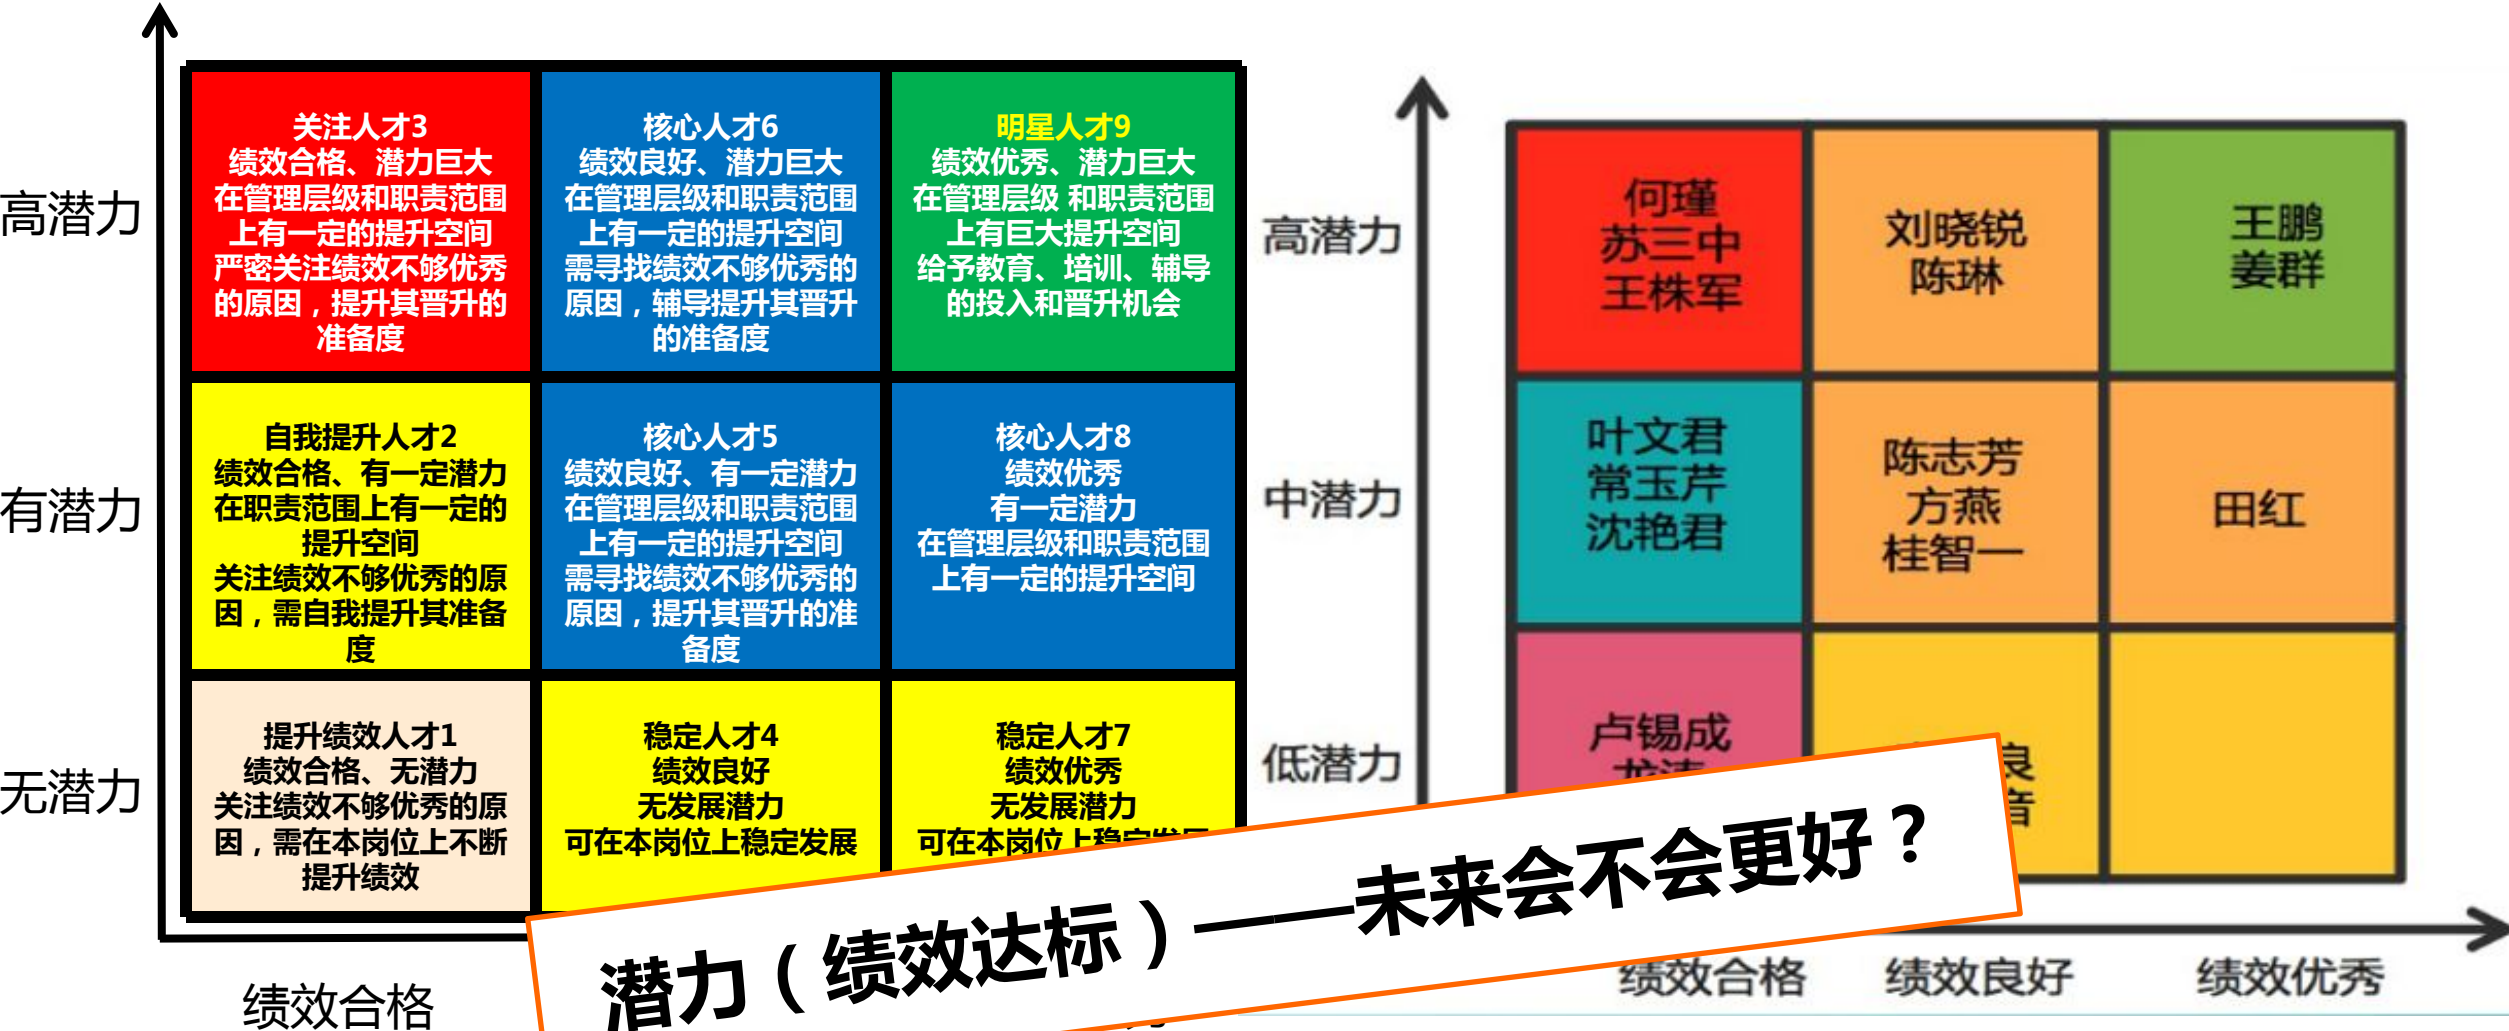 高潜力
关注人才3
绩效合格、潜力巨大
在管理层级和职责范围
上有一定的提升空间
严密关注绩效不够优秀
的原因，提升其晋升的
准备度
核心人才6
绩效良好、潜力巨大
在管理层级和职责范围
上有一定的提升空间
需寻找绩效不够优秀的
原因，辅导提升其晋升
的准备度
明星人才9
绩效优秀、潜力巨大
在管理层级 和职责范围
上有巨大提升空间
给予教育、培训、辅导
的投入和晋升机会
有潜力
自我提升人才2
绩效合格、有一定潜力
在职责范围上有一定的
提升空间
关注绩效不够优秀的原
因，需自我提升其准备
度
核心人才5
绩效良好、有一定潜力
在管理层级和职责范围
上有一定的提升空间
需寻找绩效不够优秀的
原因，提升其晋升的准
备度
核心人才8
绩效优秀
有一定潜力
在管理层级和职责范围
上有一定的提升空间
无潜力
提升绩效人才1
绩效合格、无潜力
关注绩效不够优秀的原
因，需在本岗位上不断
提升绩效
稳定人才4
绩效良好
无发展潜力
可在本岗位上稳定发展
稳定人才7
绩效优秀
无发展潜力
可在本岗位上稳定发展
绩效合格
高潜力
何瑾
苏三中
王株军
刘晓锐
陈琳
王鹏
姜群
中潜力
叶文君
常玉芹
沈艳君
陈志芳
方燕
桂智一
田红
低潜力
卢锡成
良
音
绩效合格
绩效良好
绩效优秀
潜力（绩效达标）——未来会不会更好？